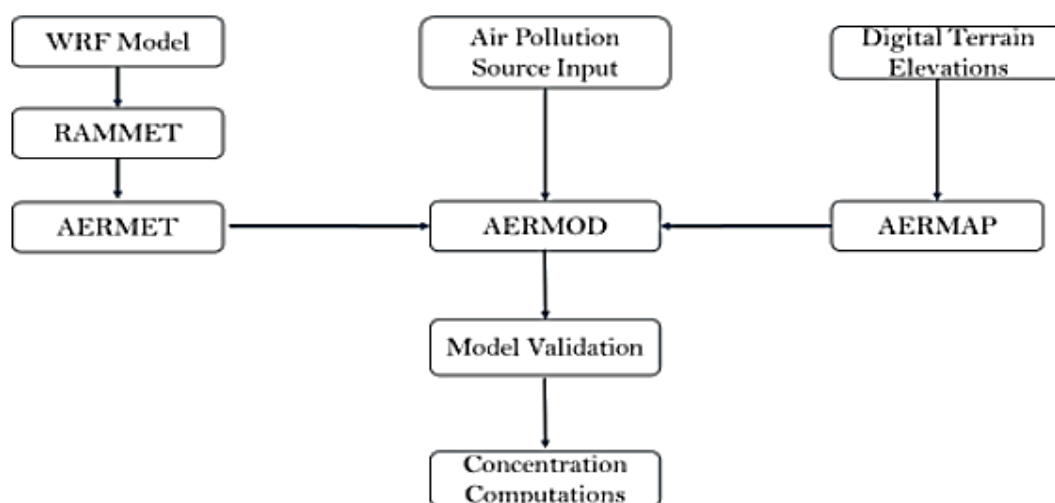 WRF Model
Air Pollution
Source Input
Digital Terrain
Elevations
RAMMET
AERMET
AERMOD
AERMAP
Model Validation
Concentration
Computations